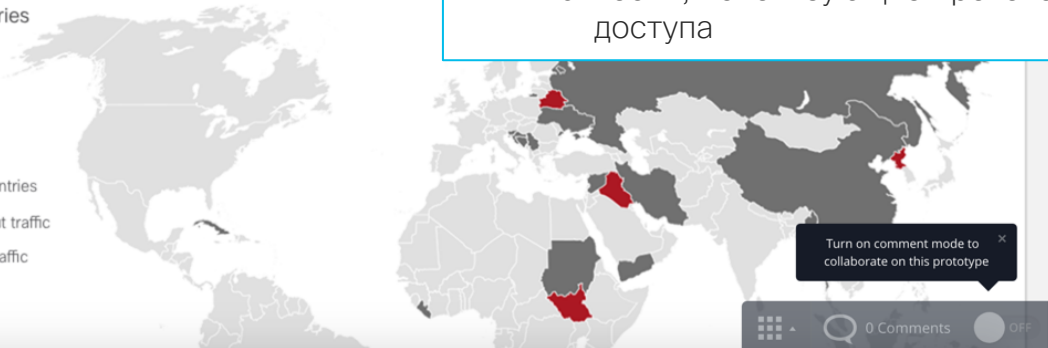 ries
доступа
ntries
t traffic
affic
Turn on comment mode to
collaborate on this prototype
0 Comments
OFF